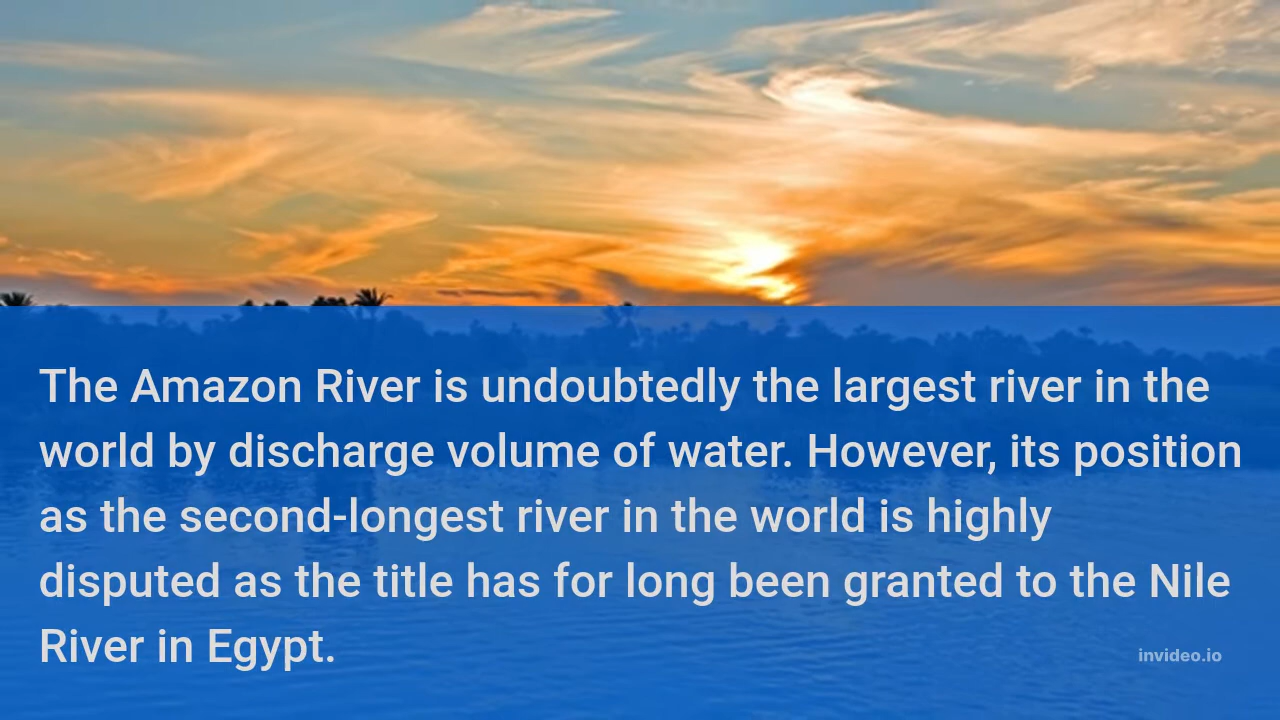 The Amazon River is undoubtedly the largest river in the
world by discharge volume of water. However, its position
as the second-longest river in the world is highly
disputed as the title has for long been granted to the Nile
River in Egypt.
invideo.io